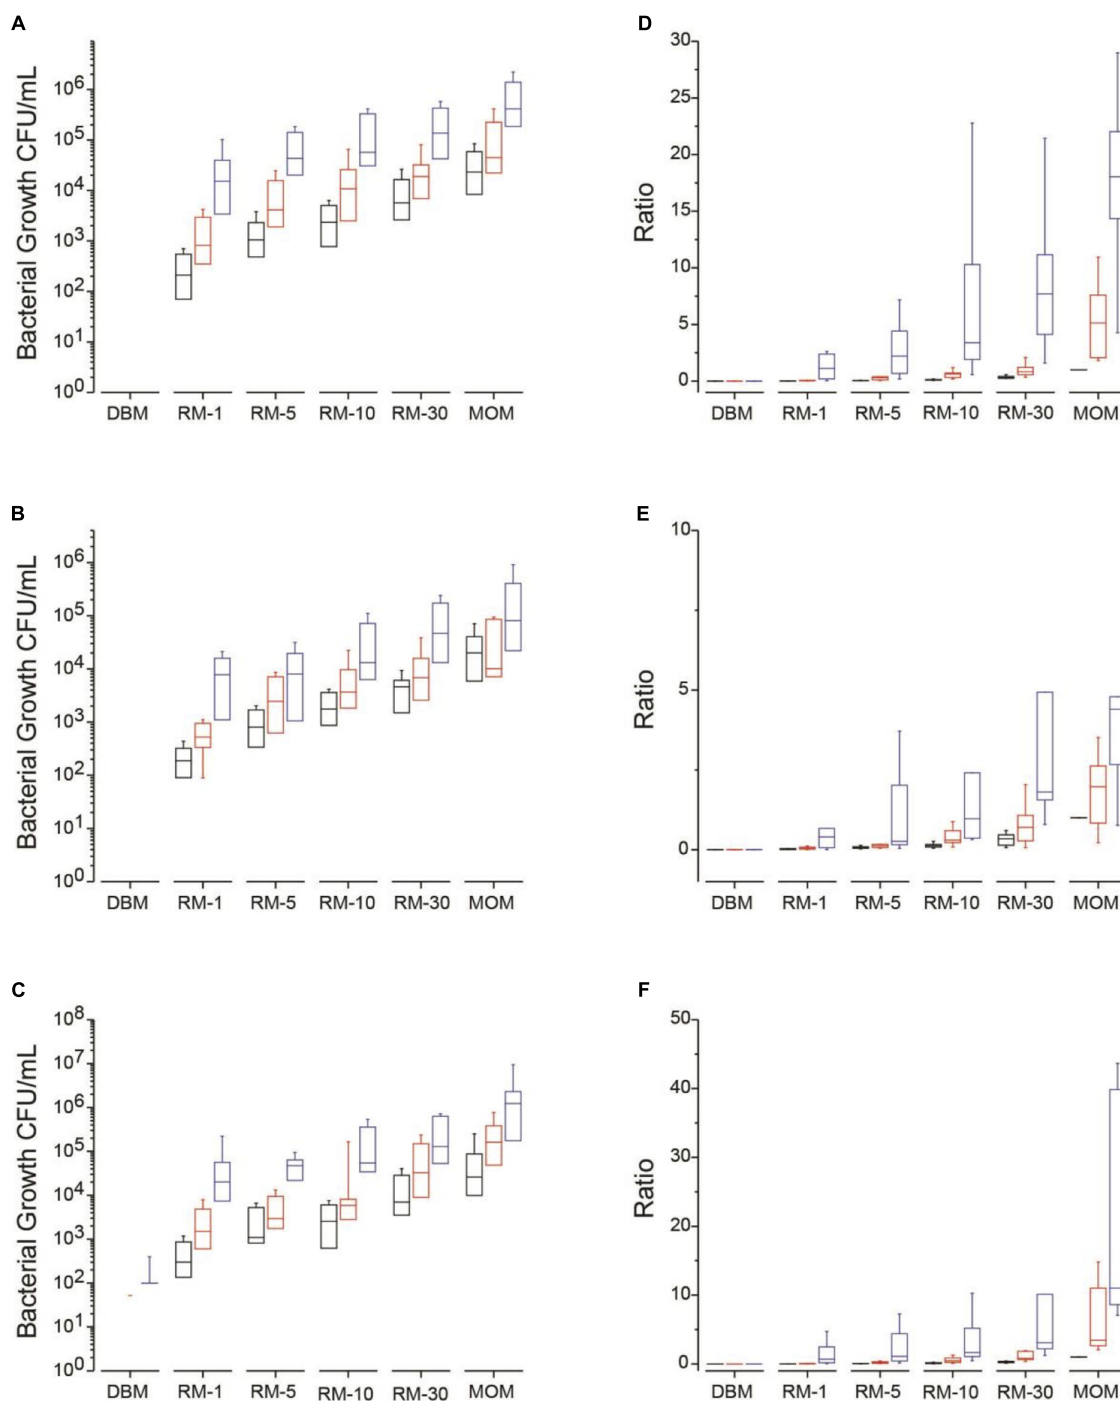 A
Bacterial Growth CFU/mL
10^6
10^5
10^4
10^3
10^2
10^1
10^0
DBM RM-1 RM-5 RM-10 RM-30 MOM
D
Ratio
30
25
20
15
10
5
0
DBM RM-1 RM-5 RM-10 RM-30 MOM
B
Bacterial Growth CFU/mL
10^6
10^5
10^4
10^3
10^2
10^1
10^0
DBM RM-1 RM-5 RM-10 RM-30 MOM
E
Ratio
10
5
0
DBM RM-1 RM-5 RM-10 RM-30 MOM
C
Bacterial Growth CFU/mL
10^8
10^7
10^6
10^5
10^4
10^3
10^2
10^1
10^0
DBM RM-1 RM-5 RM-10 RM-30 MOM
F
Ratio
50
40
30
20
10
0
DBM RM-1 RM-5 RM-10 RM-30 MOM